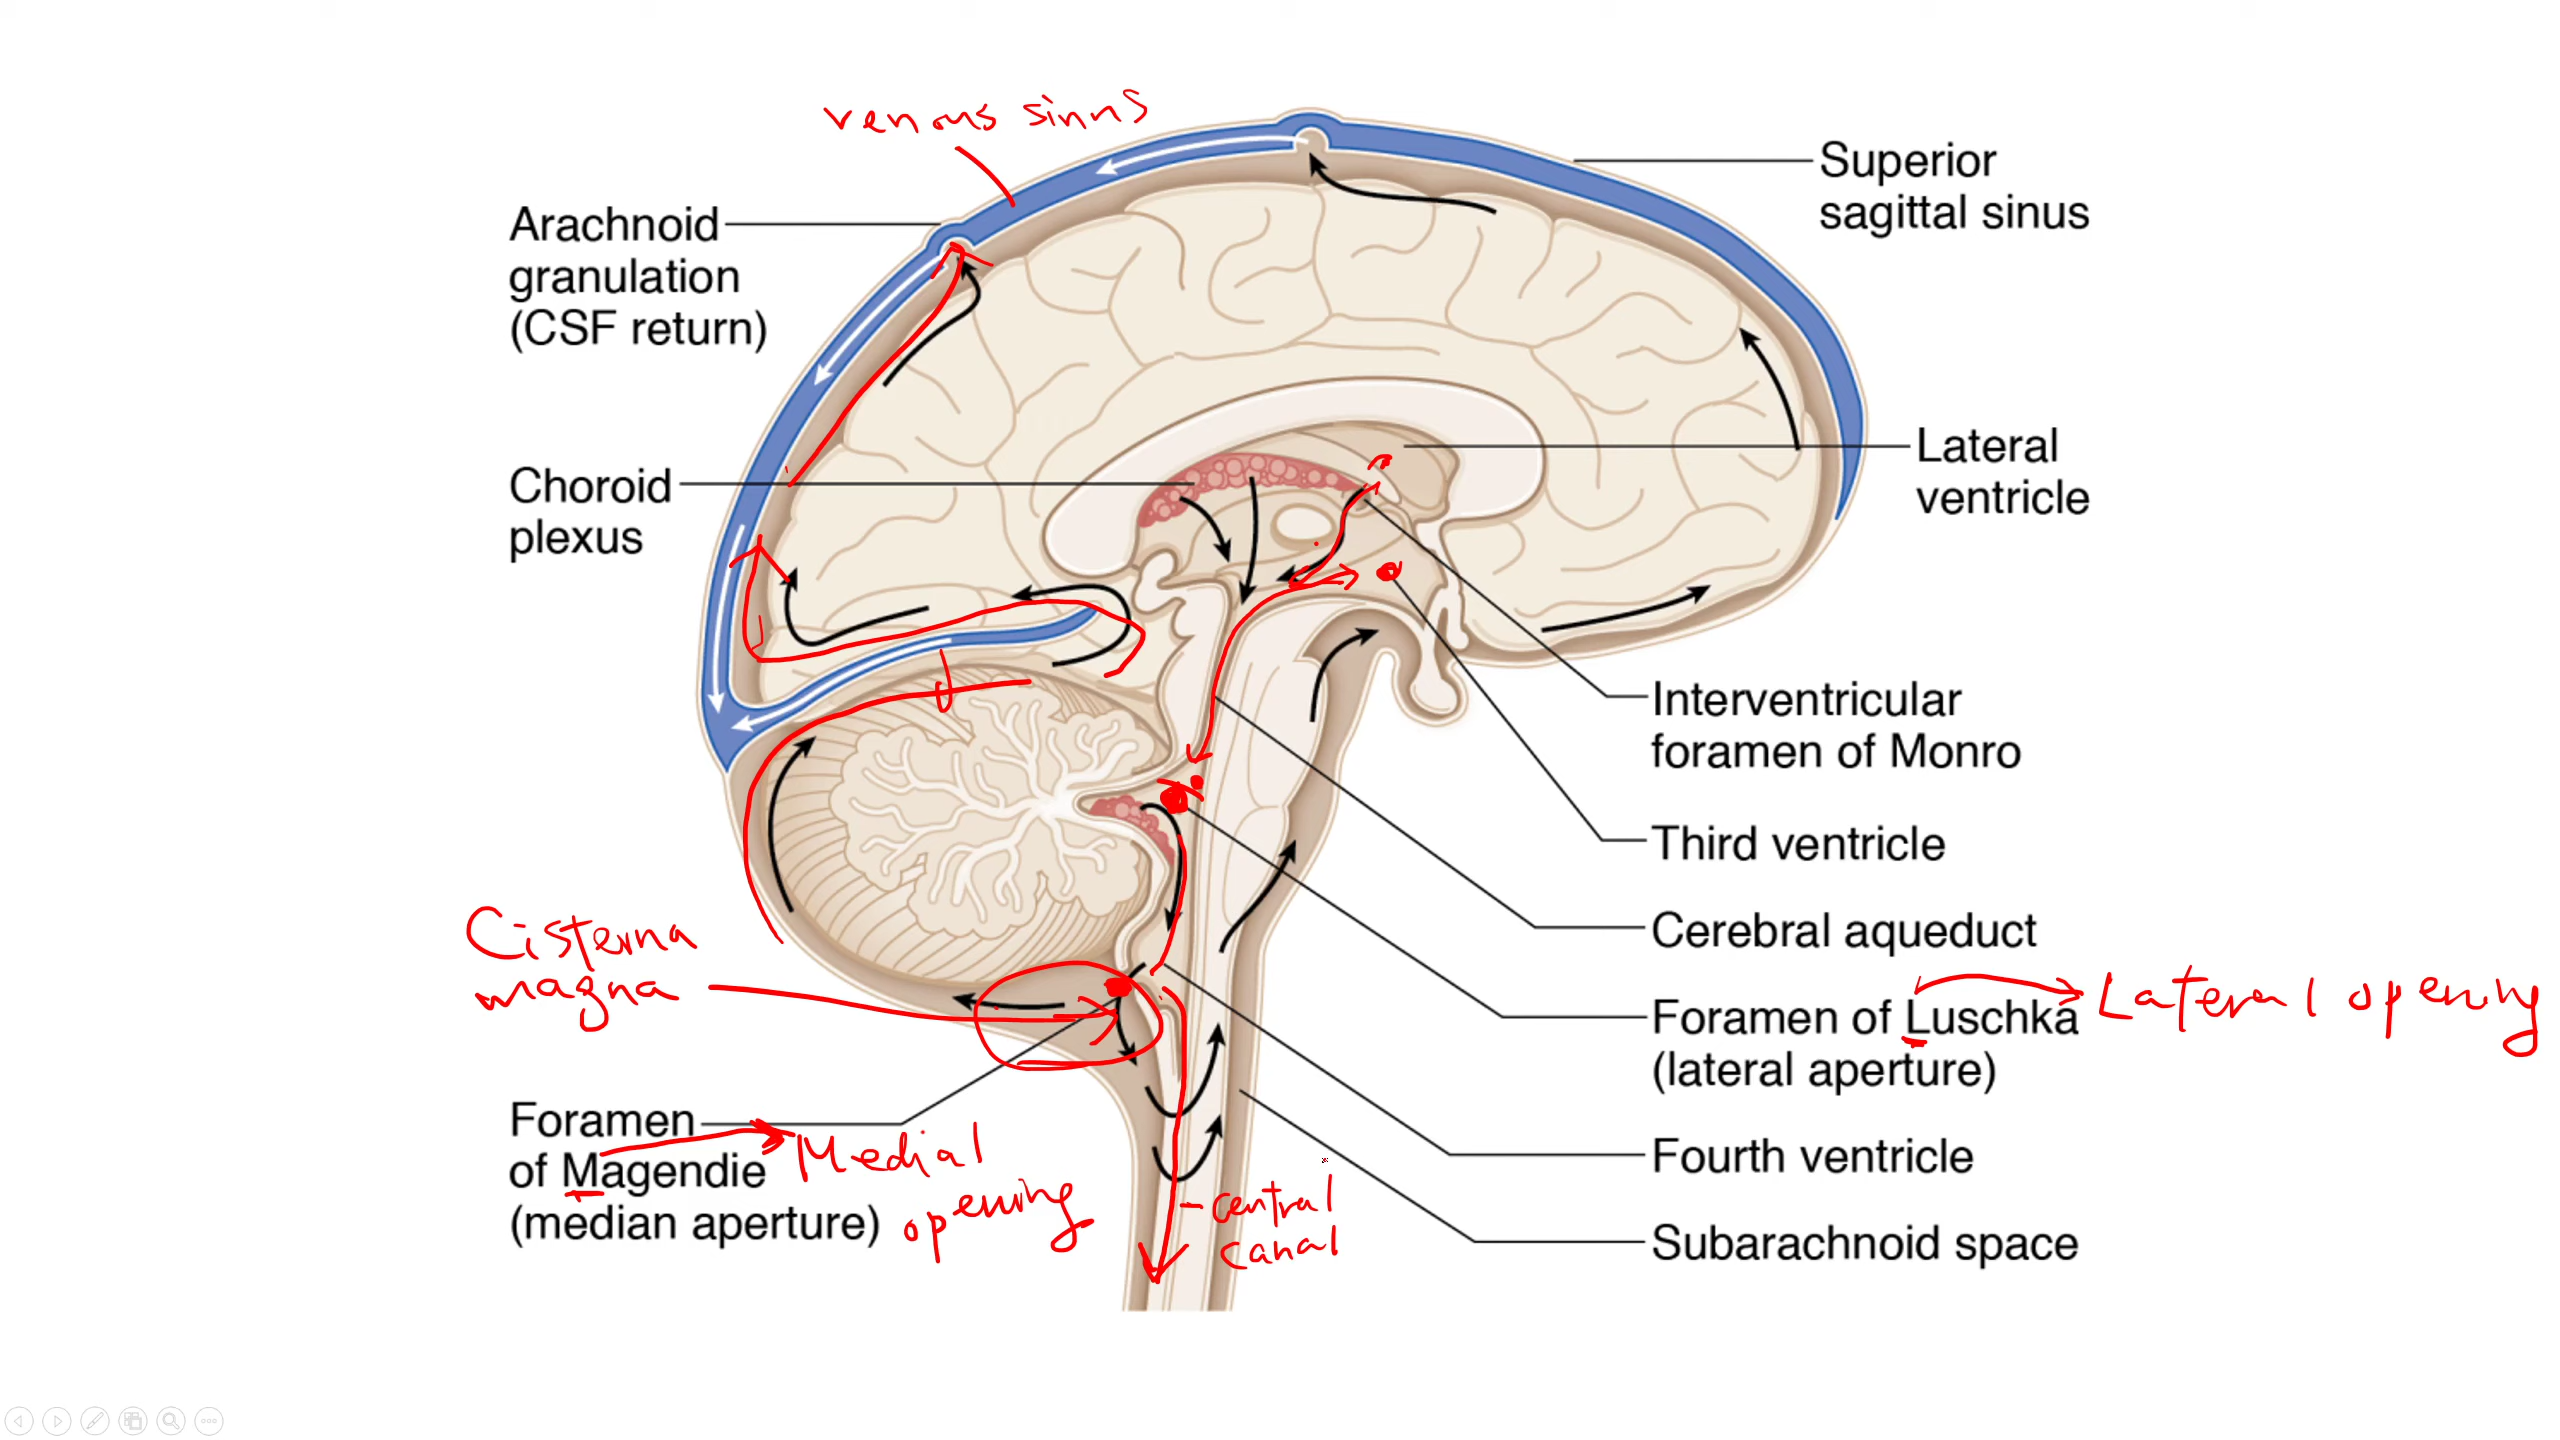 venous sinus
Superior
sagittal sinus
Arachnoid
granulation
(CSF return)
Lateral
ventricle
Choroid
plexus
Interventricular
foramen of Monro
Third ventricle
Cerebral aqueduct
Cisterna
magna
Foramen of Luschka
(lateral aperture)
Lateral opening
Foramen
of Magendie
(median aperture)
Medial
opening
Fourth ventricle
central
canal
Subarachnoid space